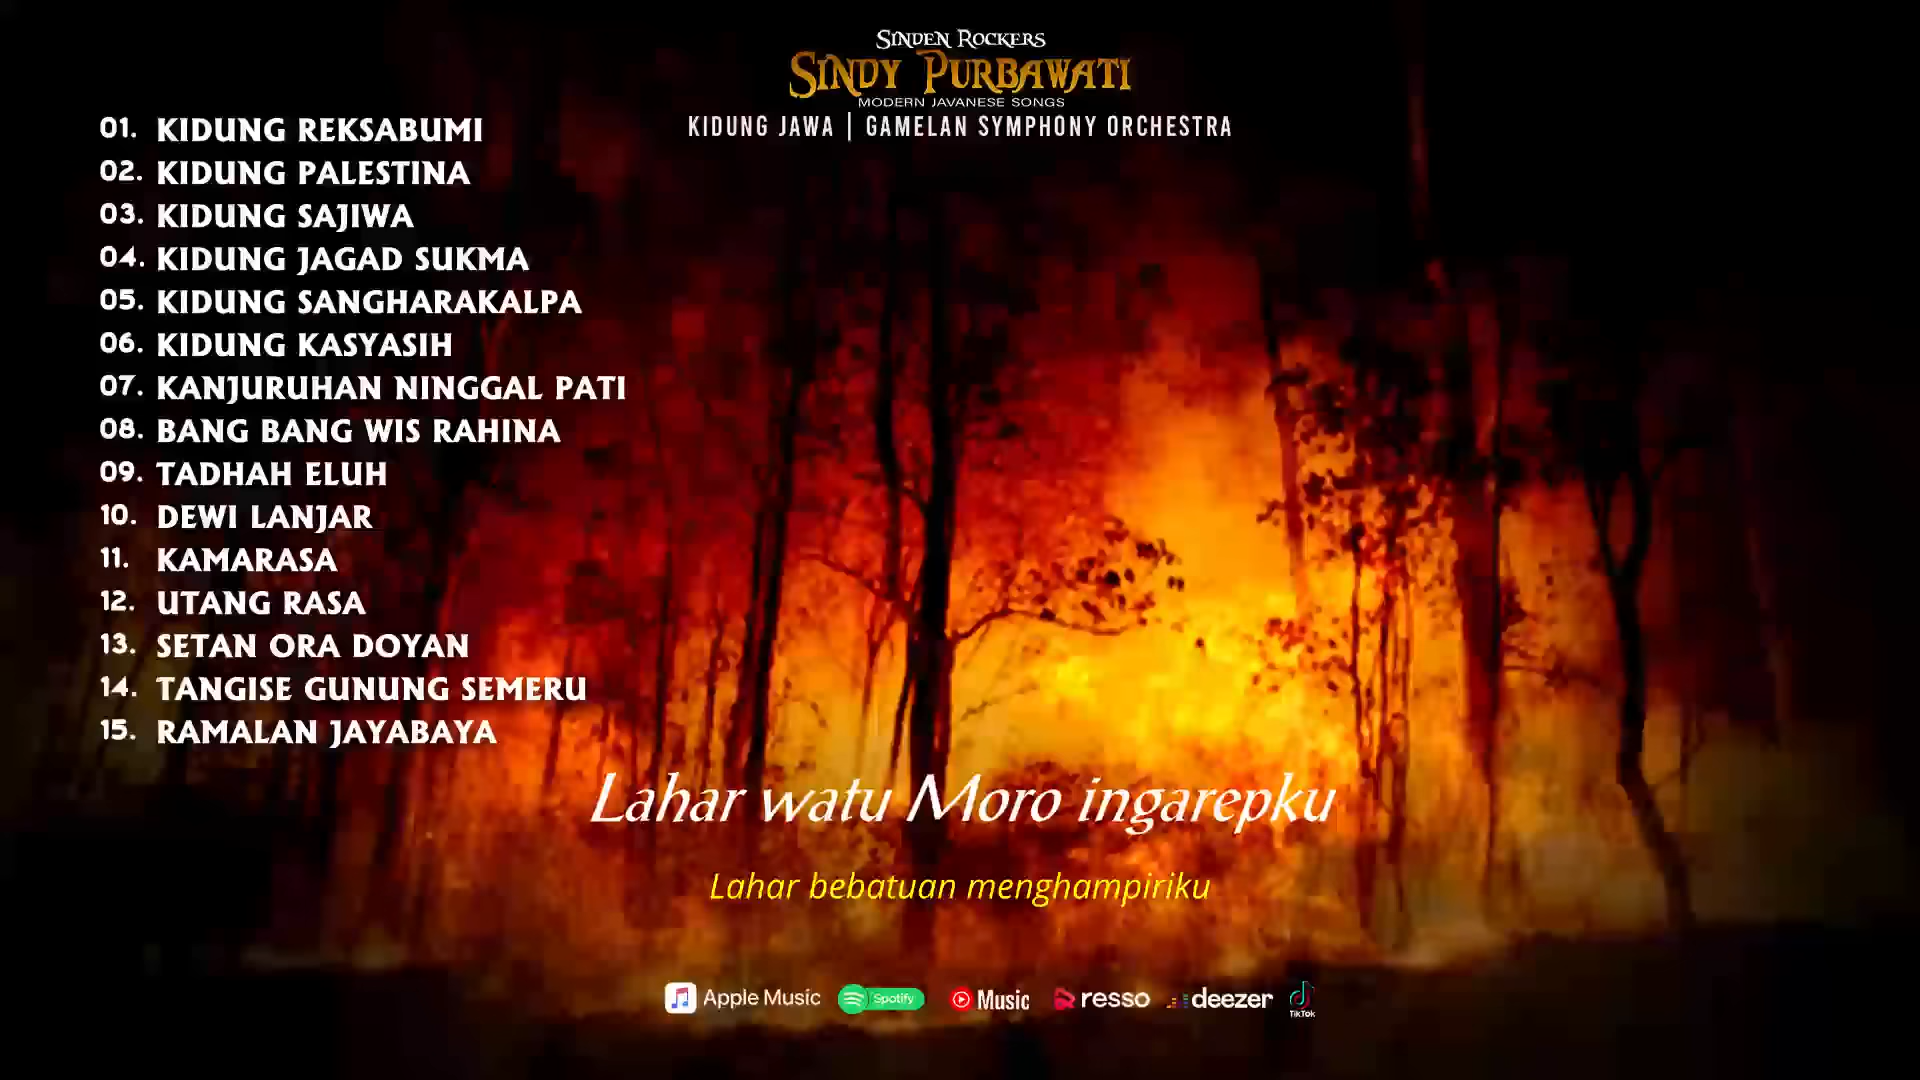 SINDEN ROCKERS
SINDY PURBAWATI
MODERN JAVANESE SONGS
KIDUNG JAWA | GAMELAN SYMPHONY ORCHESTRA
01. KIDUNG REKSABUMI
02. KIDUNG PALESTINA
03. KIDUNG SAJIWA
04. KIDUNG JAGAD SUKMA
05. KIDUNG SANGHARAKALPA
06. KIDUNG KASYASIH
07. KANJURUHAN NINGGAL PATI
08. BANG BANG WIS RAHINA
09. TADHAH ELUH
10. DEWI LANJAR
11. KAMARASA
12. UTANG RASA
13. SETAN ORA DOYAN
14. TANGISE GUNUNG SEMERU
15. RAMALAN JAYABAYA
Lahar watu Moro ingarepku
Lahar bebatuan menghampiriku
Apple Music Spotify Music resso deezer TikTok